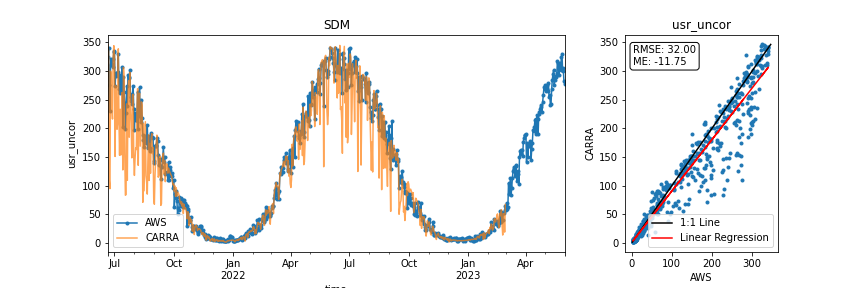 SDM
usr_uncor
350
300
250
200
150
100
50
0
usr_uncor
AWS
CARRA
Jul
Oct
Jan
2022
Apr
Jul
Oct
Jan
2023
Apr
time
RMSE: 32.00
ME: -11.75
350
300
250
200
150
100
50
0
CARRA
1:1 Line
Linear Regression
0
100
200
300
AWS